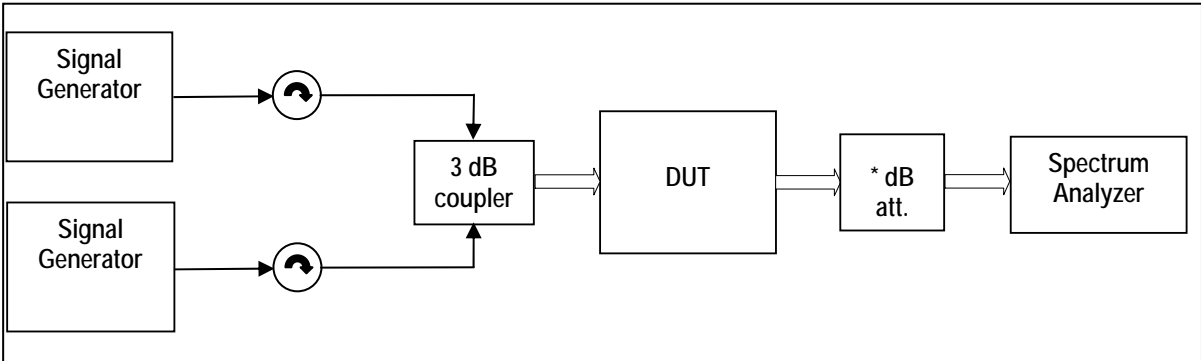 Signal
Generator
3 dB
coupler
DUT
* dB
att.
Spectrum
Analyzer
Signal
Generator